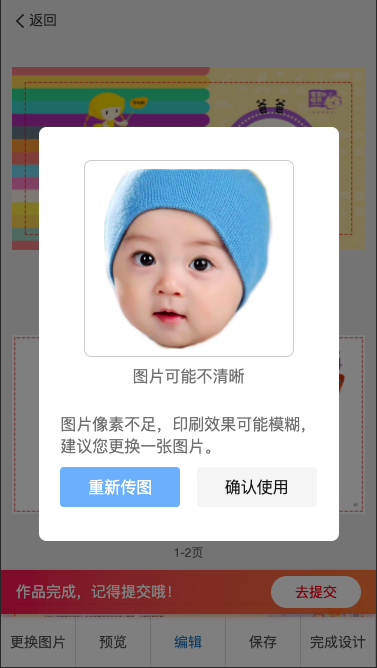 返回
图片可能不清晰
图片像素不足，印刷效果可能模糊，
建议您更换一张图片。
重新传图
确认使用
1-2页
作品完成，记得提交哦！
去提交
更换图片
预览
编辑
保存
完成设计